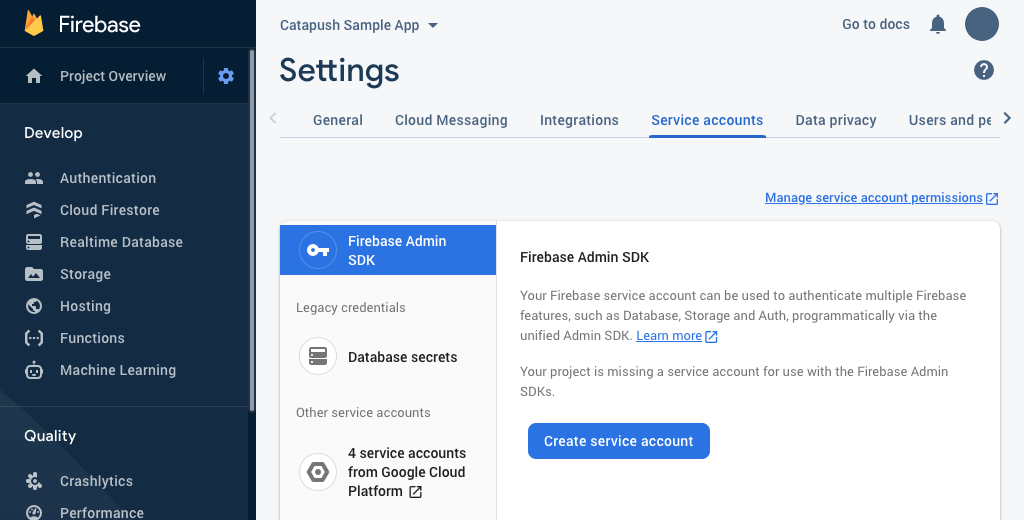 Firebase
Project Overview
Develop
Authentication
Cloud Firestore
Realtime Database
Storage
Hosting
Functions
Machine Learning
Quality
Crashlytics
Performance
Catapush Sample App
Go to docs
Settings
General Cloud Messaging Integrations Service accounts Data privacy Users and pe
Manage service account permissions
Firebase Admin
SDK
Legacy credentials
Database secrets
Other service accounts
4 service accounts
from Google Cloud
Platform
Firebase Admin SDK
Your Firebase service account can be used to authenticate multiple Firebase
features, such as Database, Storage and Auth, programmatically via the
unified Admin SDK. Learn more
Your project is missing a service account for use with the Firebase Admin
SDKs.
Create service account